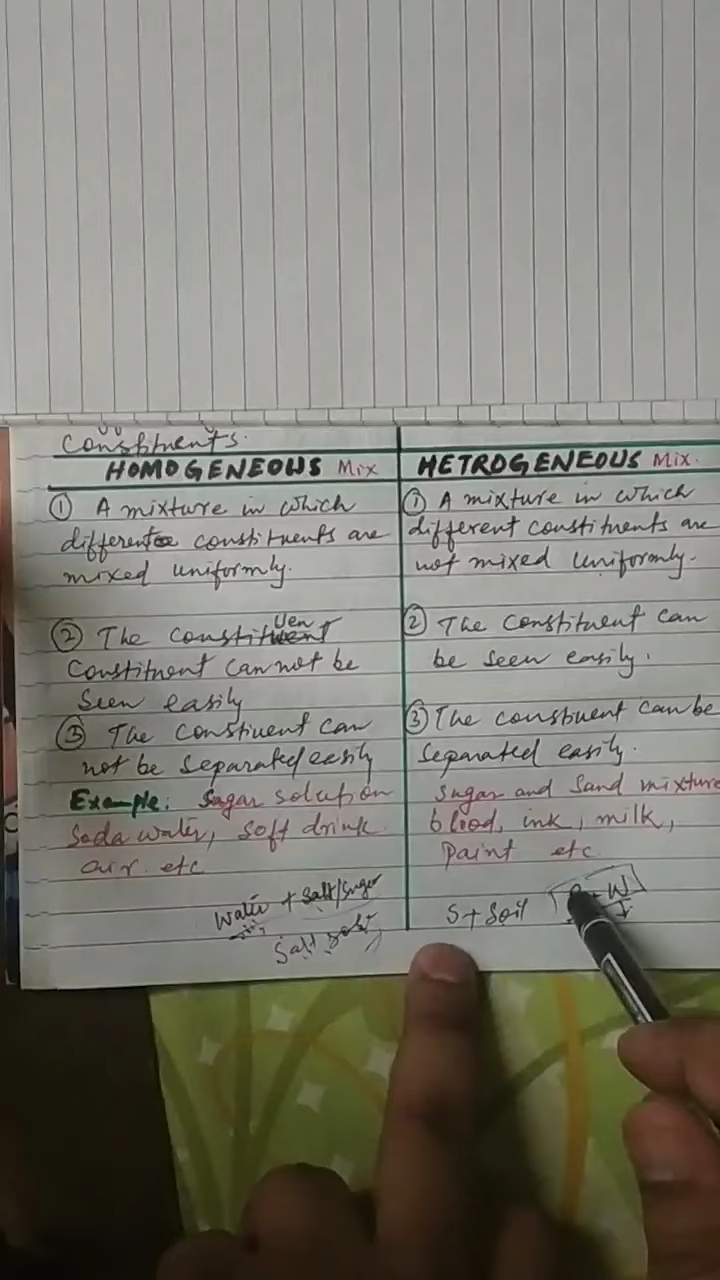 Constituents.
HOMOGENEOUS Mix
① A mixture in which
different constituents are
mixed uniformly.
② The constituent
constituent can not be
seen easily
③ The constiuent can
not be separated easily
Example: Sugar solution
Soda water, soft drink
air. etc
Water + Salt/Sugar
Salt
HETROGENEOUS Mix.
① A mixture in which
different constituents are
not mixed uniformly.
② The constituent can
be seen easily.
③ The constiuent can be
separated easily.
Sugar and Sand mixture
blood, ink, milk,
Paint etc
S + Soil
W